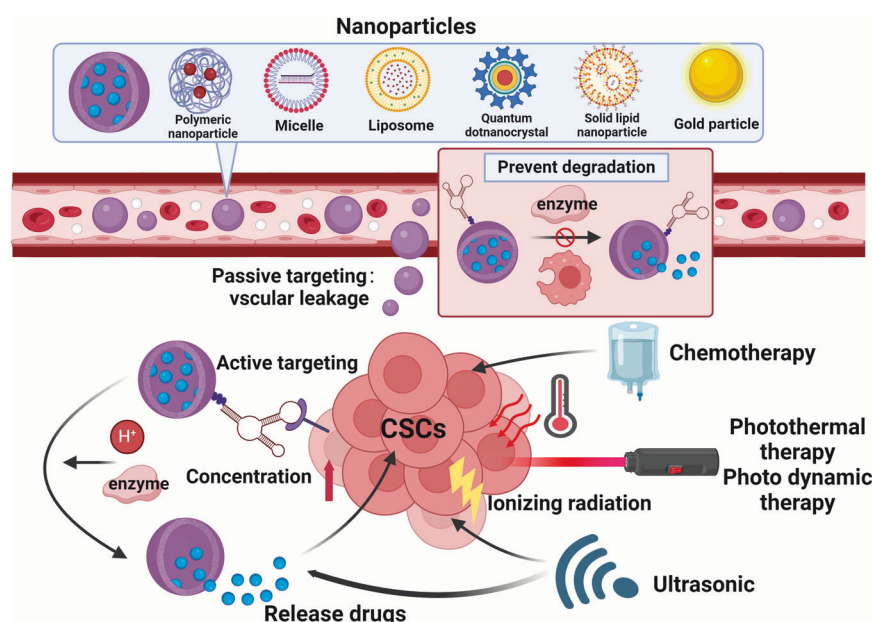 Nanoparticles
Polymeric
nanoparticle
Micelle
Liposome
Quantum
dotnanocrystal
Solid lipid
nanoparticle
Gold particle
Prevent degradation
enzyme
Passive targeting:
vscular leakage
Active targeting
Chemotherapy
CSCs
H⁺
enzyme
Concentration
Photothermal
therapy
Photo dynamic
therapy
Ionizing radiation
Ultrasonic
Release drugs